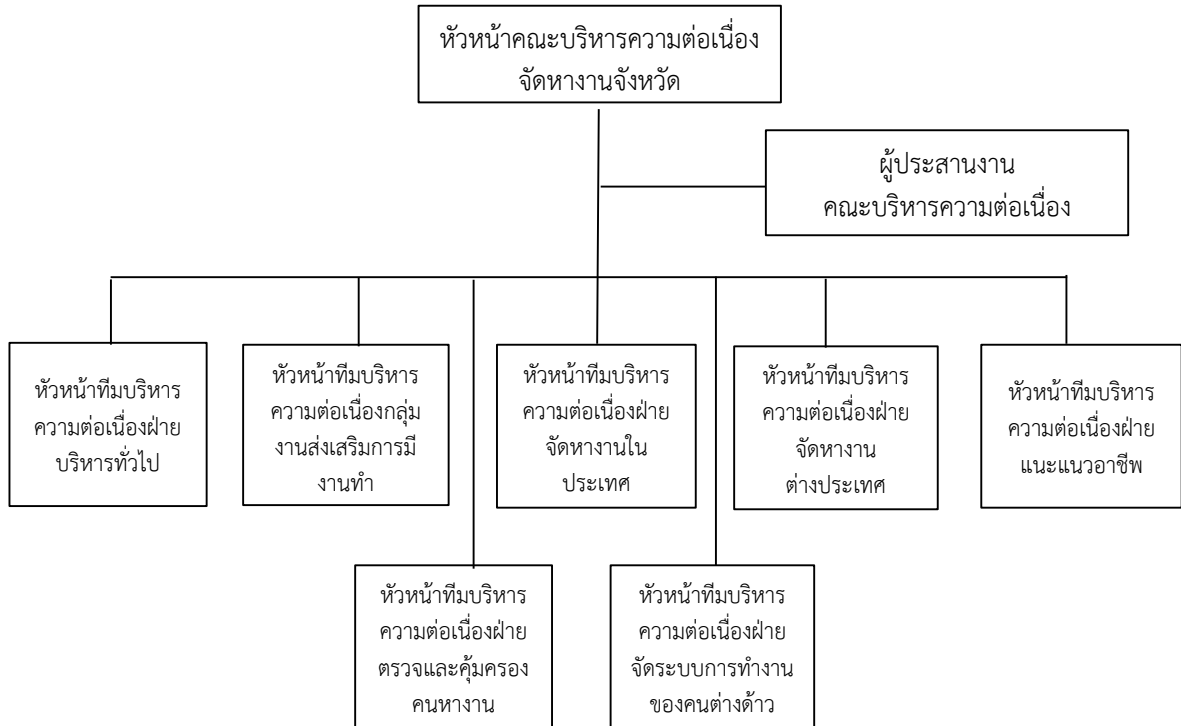 หัวหน้าคณะบริหารความต่อเนื่อง
จัดหางานจังหวัด
ผู้ประสานงาน
คณะบริหารความต่อเนื่อง
หัวหน้าทีมบริหาร
ความต่อเนื่องฝ่าย
บริหารทั่วไป
หัวหน้าทีมบริหาร
ความต่อเนื่องกลุ่ม
งานส่งเสริมการมี
งานทำ
หัวหน้าทีมบริหาร
ความต่อเนื่องฝ่าย
จัดหางานใน
ประเทศ
หัวหน้าทีมบริหาร
ความต่อเนื่องฝ่าย
จัดหางาน
ต่างประเทศ
หัวหน้าทีมบริหาร
ความต่อเนื่องฝ่าย
แนะแนวอาชีพ
หัวหน้าทีมบริหาร
ความต่อเนื่องฝ่าย
ตรวจและคุ้มครอง
คนหางาน
หัวหน้าทีมบริหาร
ความต่อเนื่องฝ่าย
จัดระบบการทำงาน
ของคนต่างด้าว